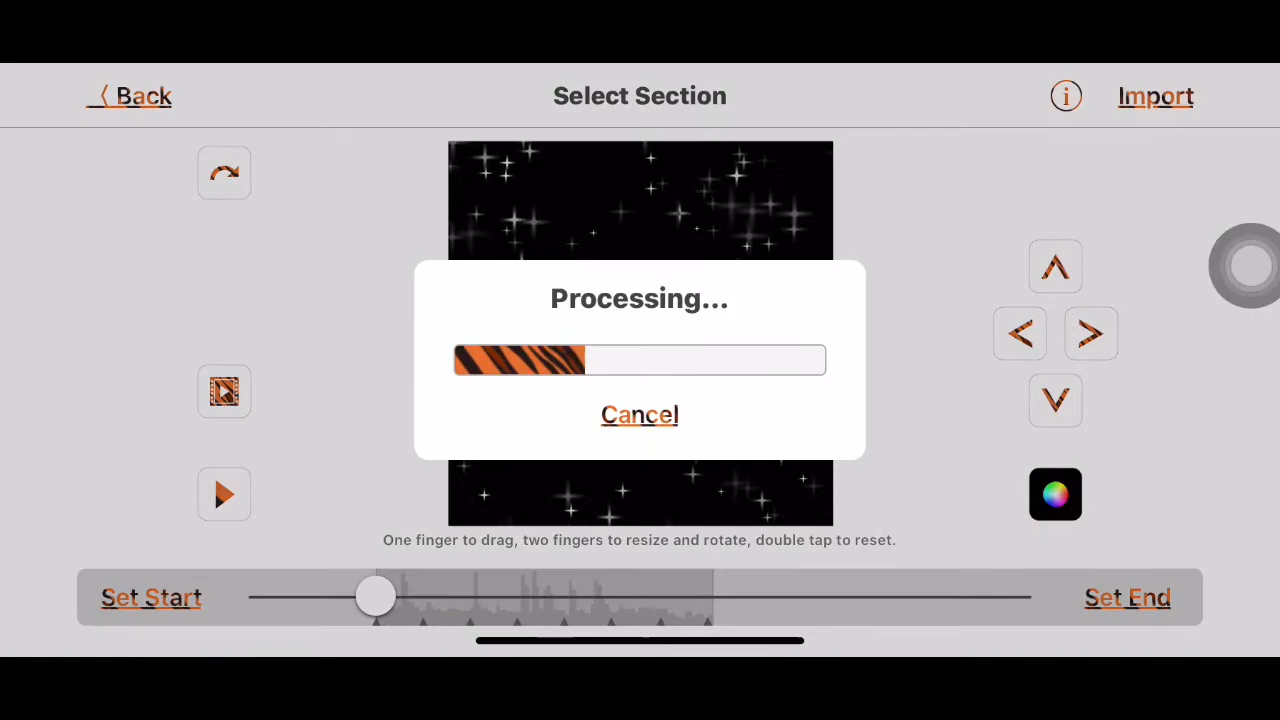 〈 Back
Select Section
i
Import
Processing...
Cancel
One finger to drag, two fingers to resize and rotate, double tap to reset.
Set Start
Set End